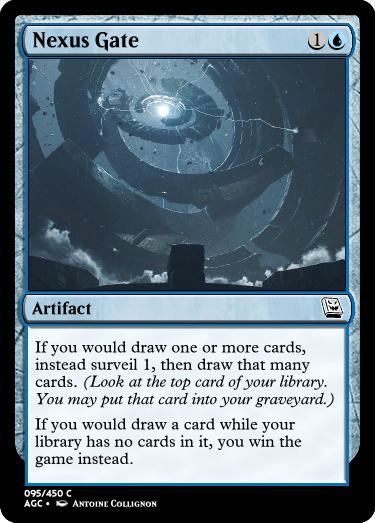 Nexus Gate 1
Artifact
If you would draw one or more cards,
instead surveil 1, then draw that many
cards. (Look at the top card of your library.
You may put that card into your graveyard.)
If you would draw a card while your
library has no cards in it, you win the
game instead.
095/450 C
AGC • Antoine Collignon